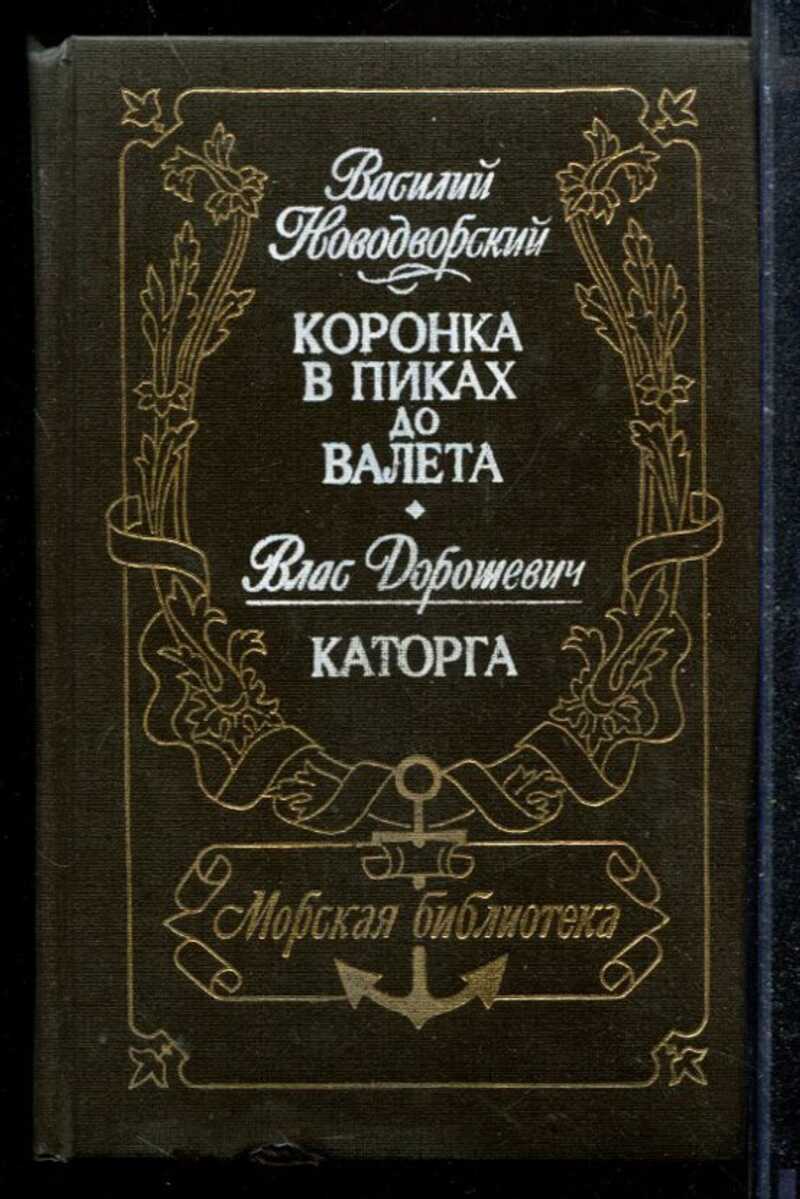 Василий
Новодворский
КОРОНКА
В ПИКАХ
ДО
ВАЛЕТА
Влас Дорошевич
КАТОРГА
Морская библиотека